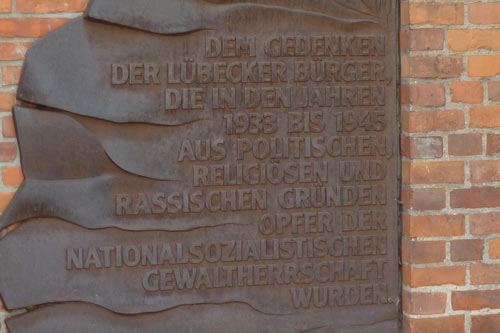 DEM GEDENKEN
DER LÜBECKER BÜRGER,
DIE IN DEN JAHREN
1933 BIS 1945
AUS POLITISCHEN,
RELIGIÖSEN UND
RASSISCHEN GRÜNDEN
OPFER DER
NATIONALSOZIALISTISCHEN
GEWALTHERRSCHAFT
WURDEN.